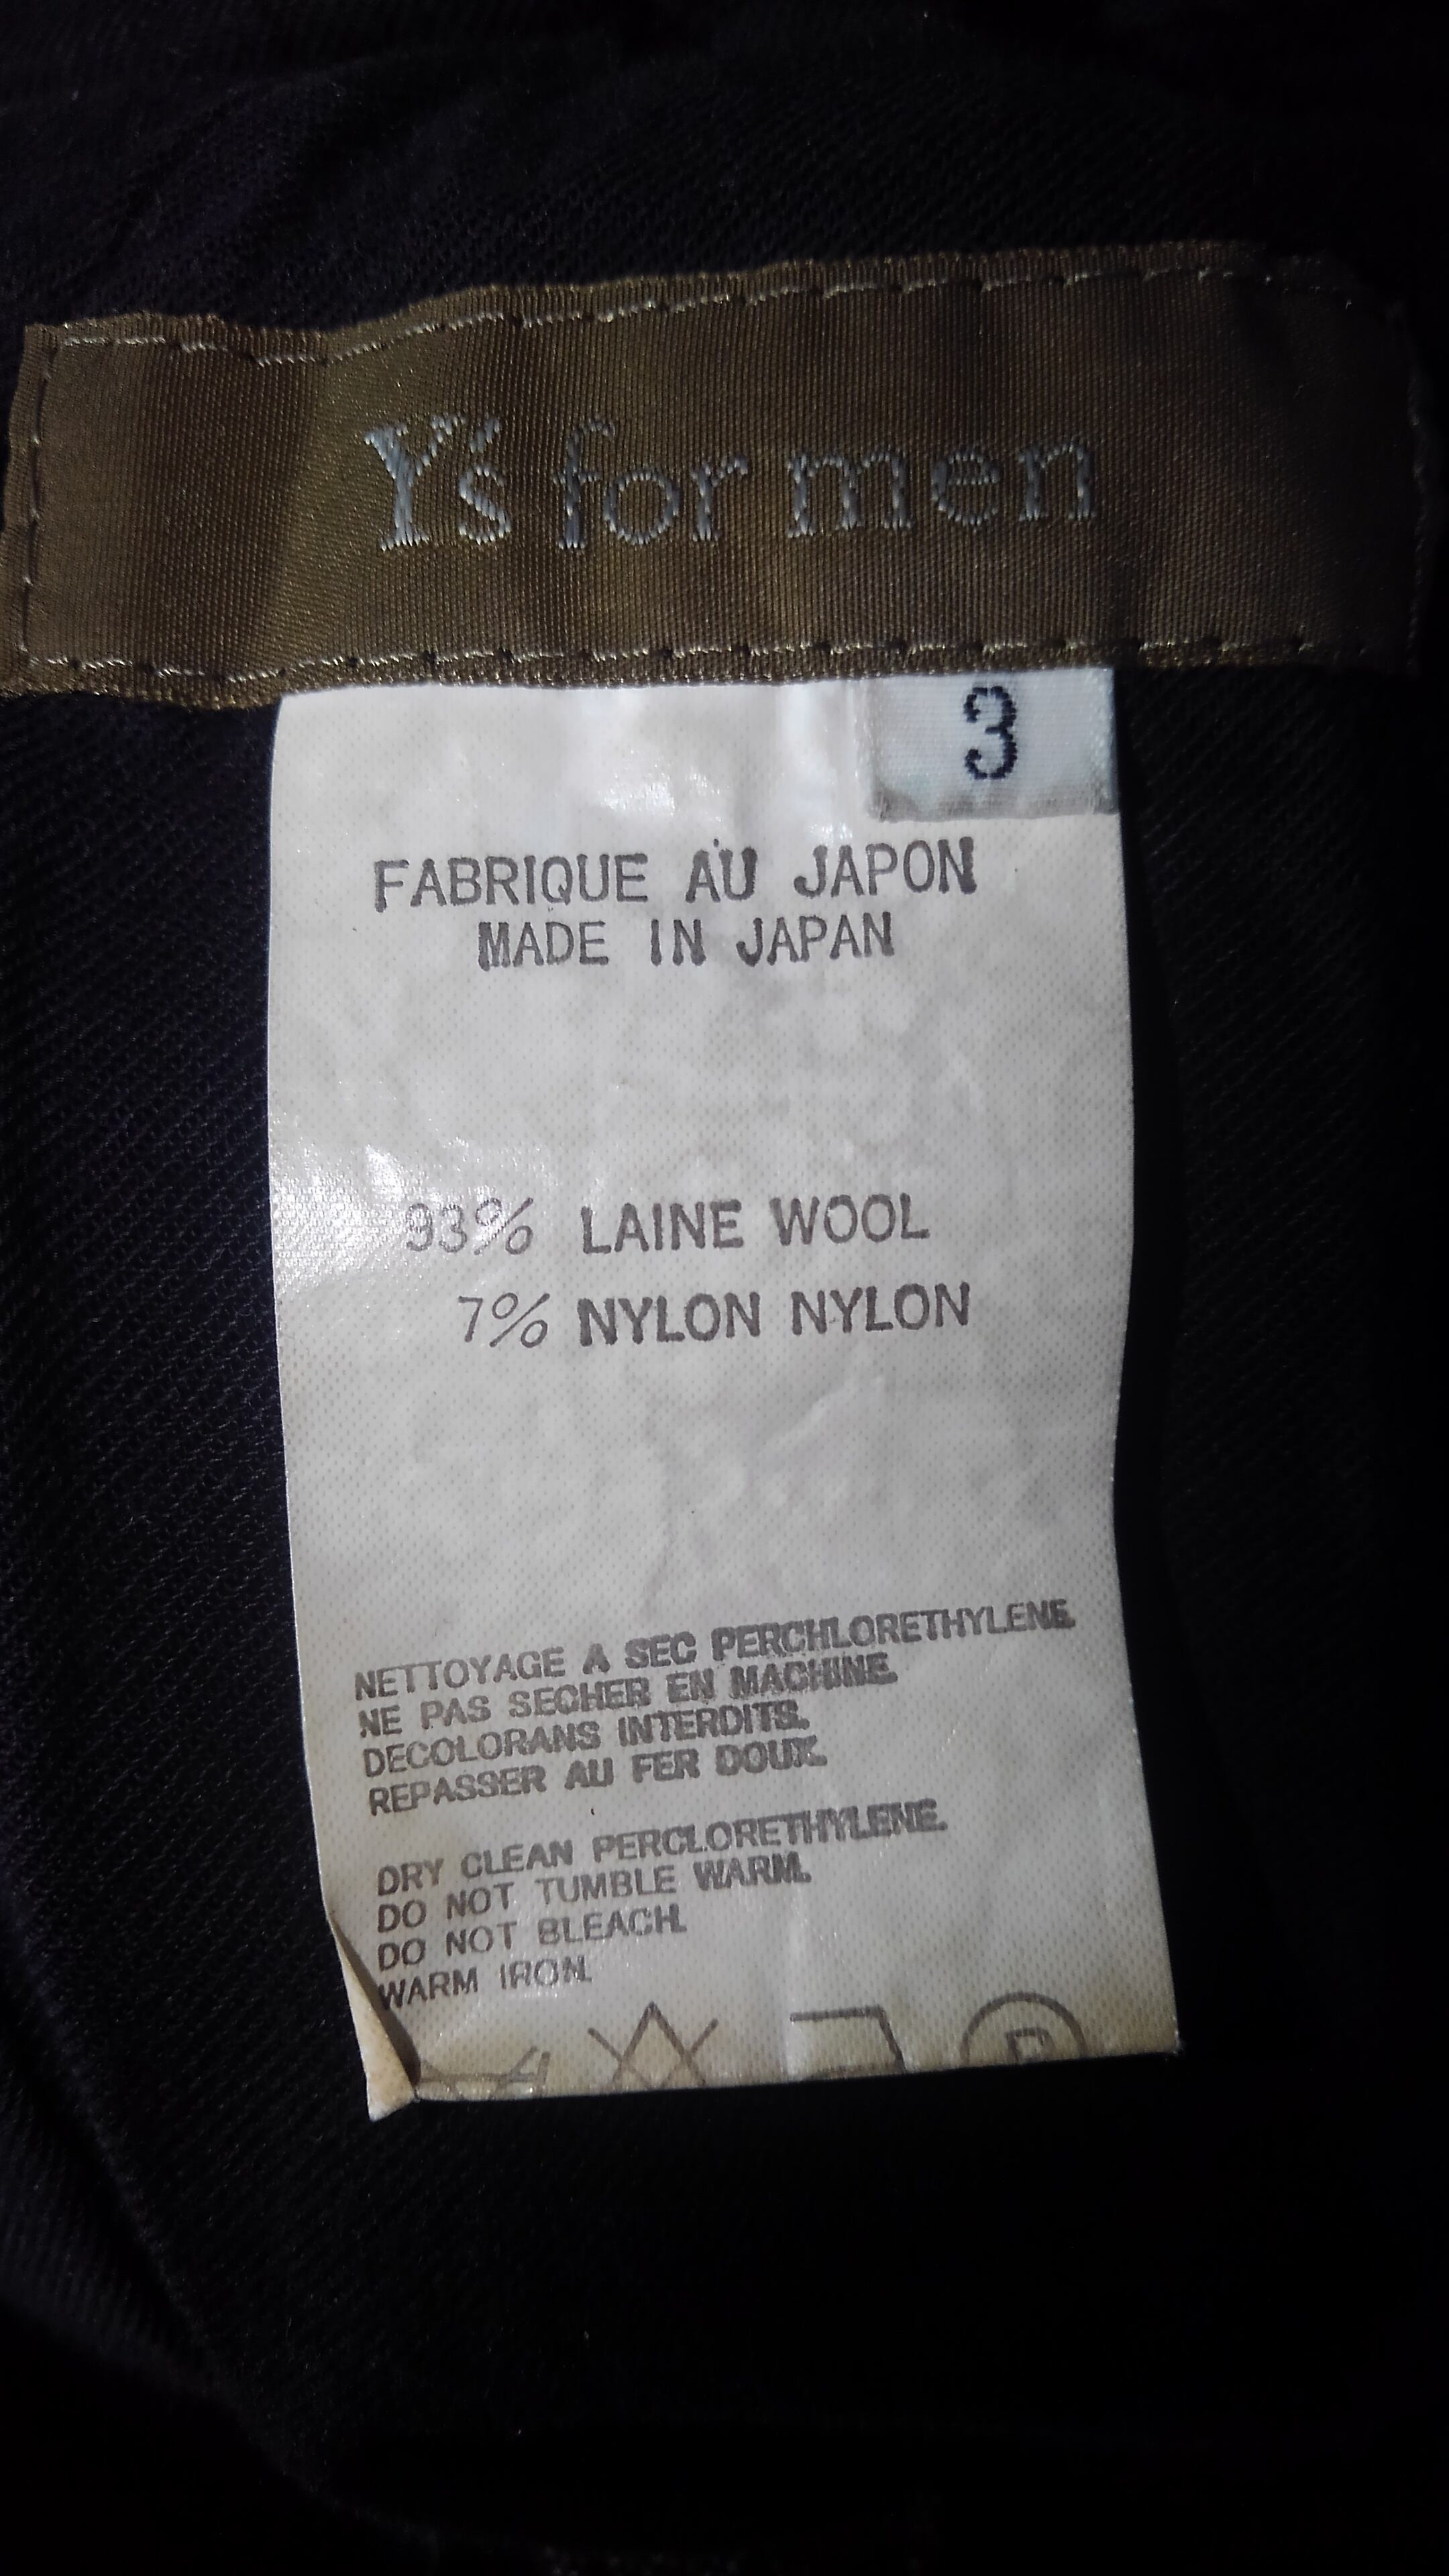 Y's for men
3
FABRIQUE AU JAPON
MADE IN JAPAN
93% LAINE WOOL
7% NYLON NYLON
NETTOYAGE A SEC PERCHLORETHYLENE.
NE PAS SECHER EN MACHINE.
DECOLORANS INTERDITS.
REPASSER AU FER DOUX.
DRY CLEAN PERCLORETHYLENE.
DO NOT TUMBLE WARM.
DO NOT BLEACH.
WARM IRON.
P